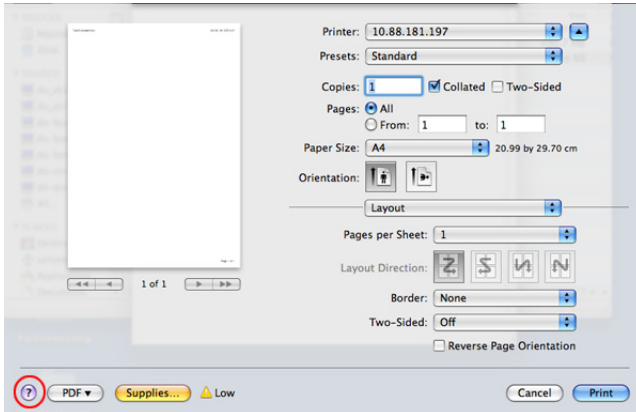 Printer: 10.88.181.197
Presets: Standard
Copies: 1 Collated Two-Sided
Pages: All
From: 1 to: 1
Paper Size: A4 20.99 by 29.70 cm
Orientation:
Layout
Pages per Sheet: 1
Layout Direction:
Border: None
Two-Sided: Off
Reverse Page Orientation
1 of 1
? PDF Supplies... Low Cancel Print